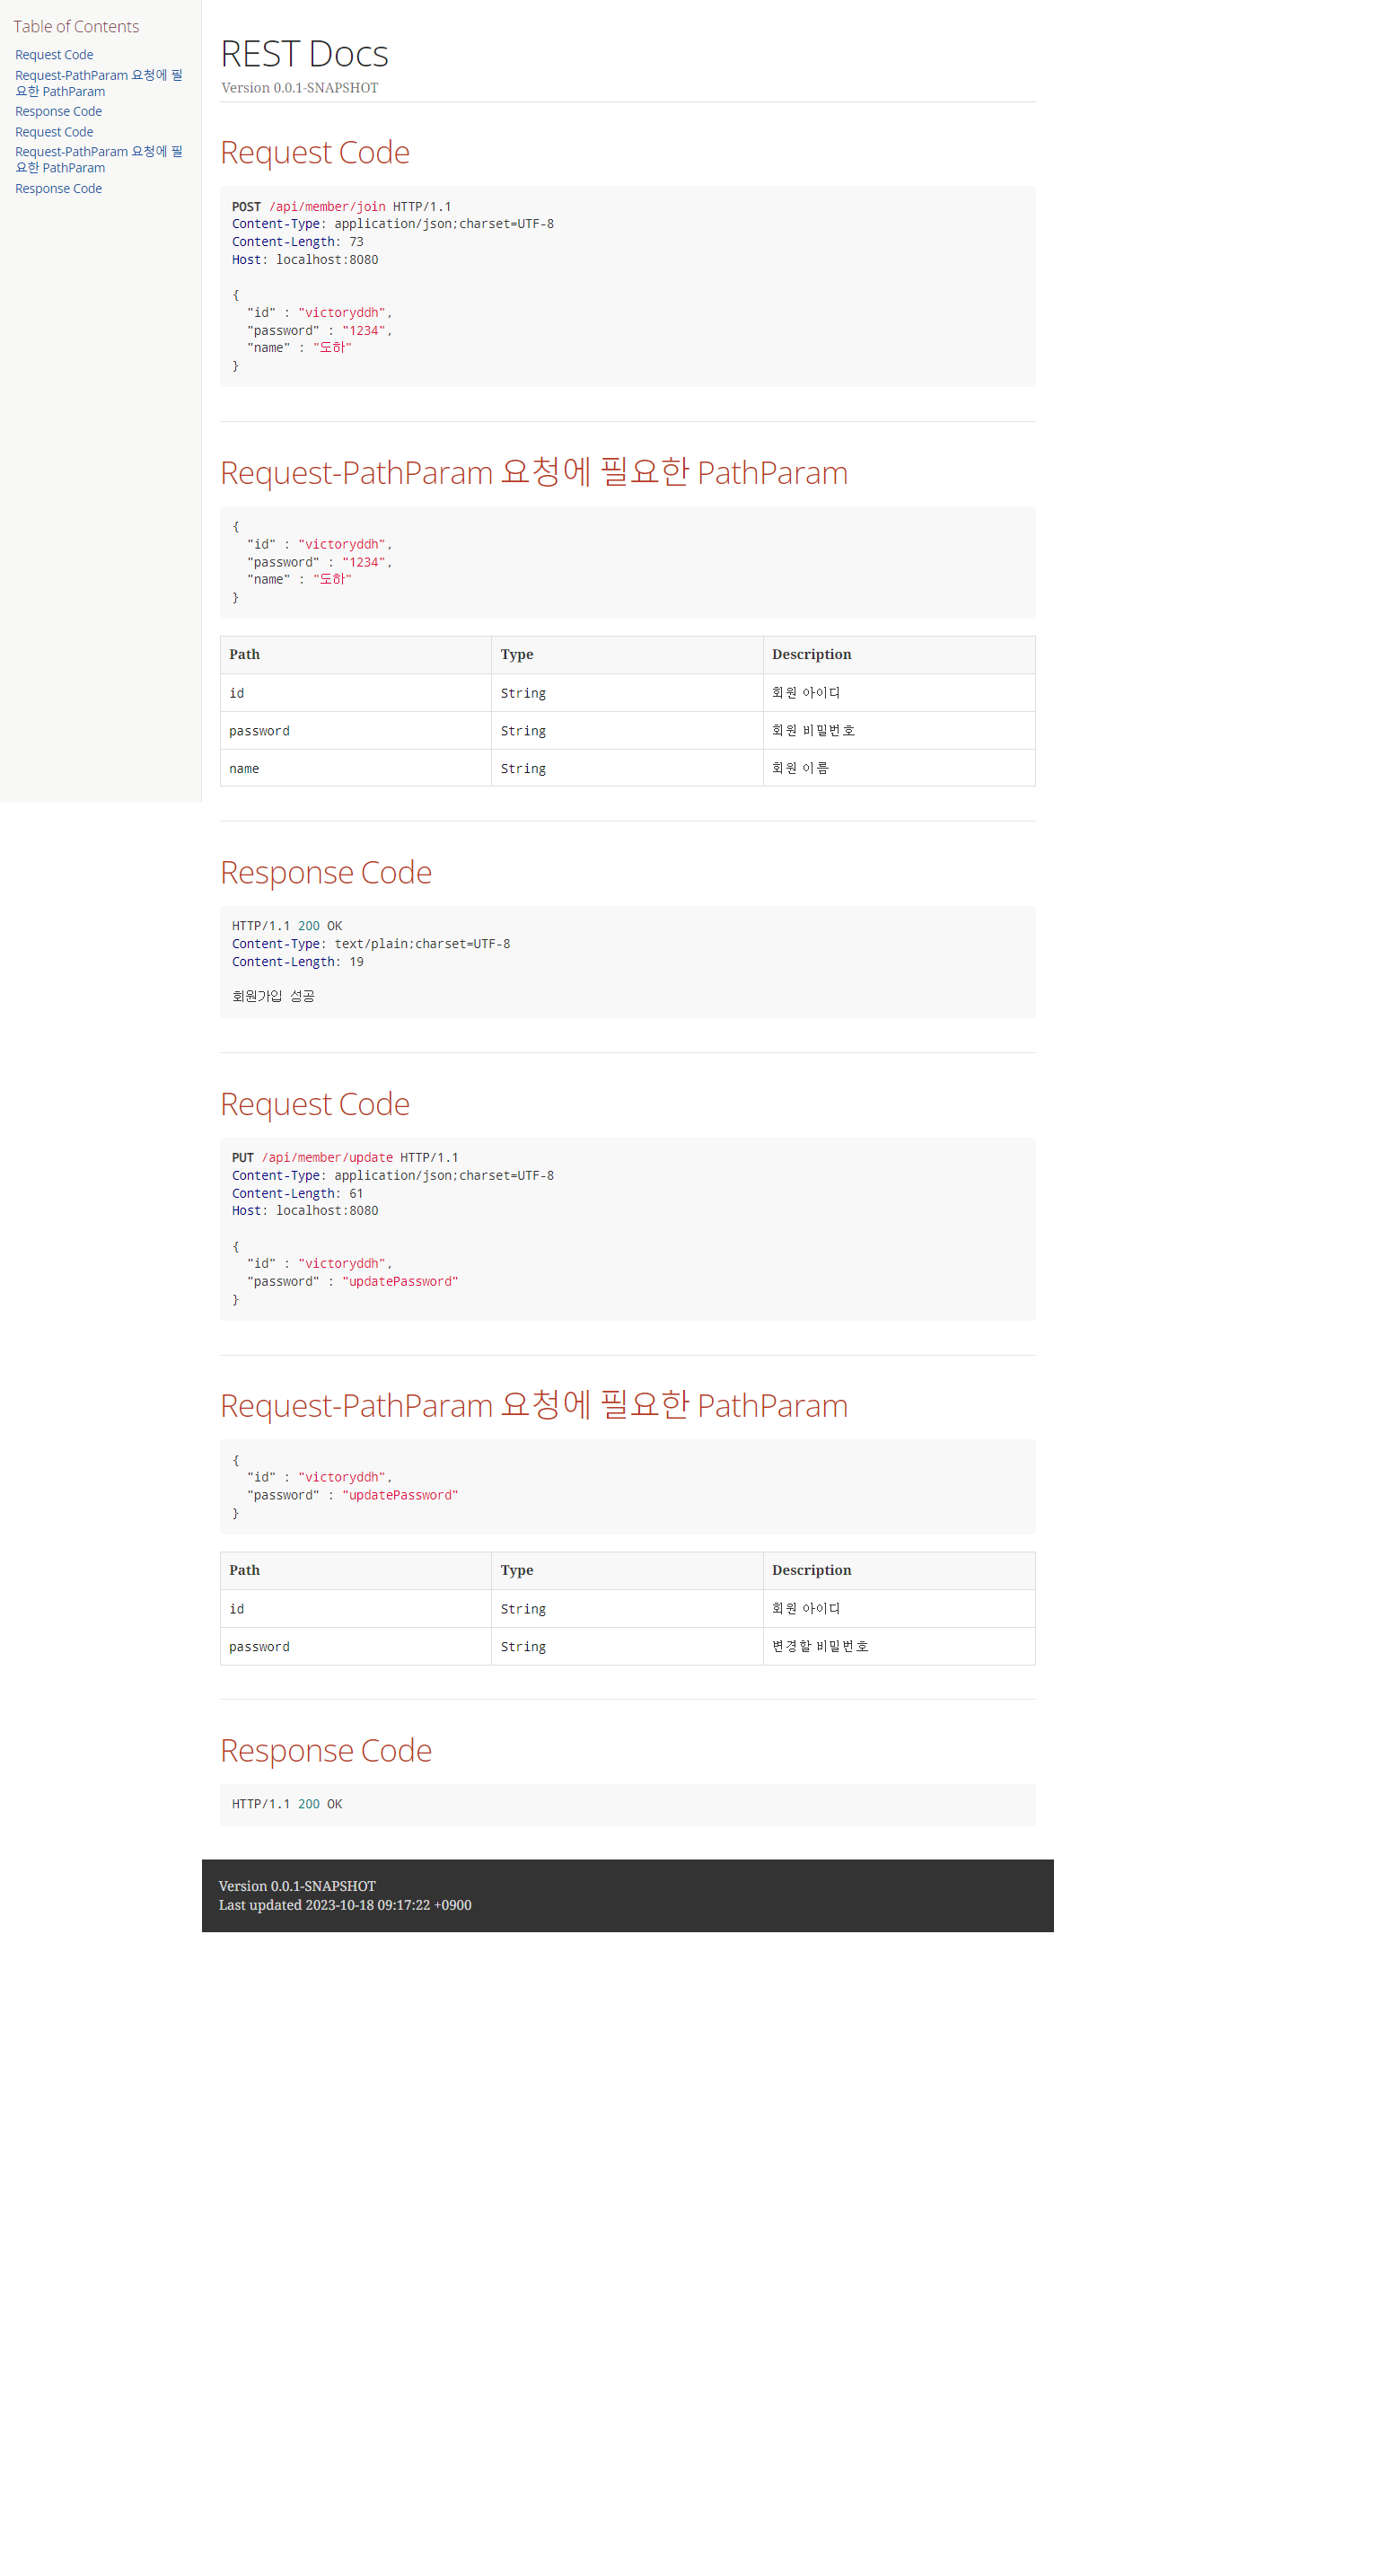 Table of Contents
Request Code
Request-PathParam 요청에 필
요한 PathParam
Response Code
Request Code
Request-PathParam 요청에 필
요한 PathParam
Response Code
REST Docs
Version 0.0.1-SNAPSHOT
Request Code
POST /api/member/join HTTP/1.1
Content-Type: application/json;charset=UTF-8
Content-Length: 73
Host: localhost:8080
{
  "id" : "victoryddh",
  "password" : "1234",
  "name" : "도하"
}
Request-PathParam 요청에 필요한 PathParam
{
  "id" : "victoryddh",
  "password" : "1234",
  "name" : "도하"
}
Path Type Description
id String 회원 아이디
password String 회원 비밀번호
name String 회원 이름
Response Code
HTTP/1.1 200 OK
Content-Type: text/plain;charset=UTF-8
Content-Length: 19
회원가입 성공
Request Code
PUT /api/member/update HTTP/1.1
Content-Type: application/json;charset=UTF-8
Content-Length: 61
Host: localhost:8080
{
  "id" : "victoryddh",
  "password" : "updatePassword"
}
Request-PathParam 요청에 필요한 PathParam
{
  "id" : "victoryddh",
  "password" : "updatePassword"
}
Path Type Description
id String 회원 아이디
password String 변경할 비밀번호
Response Code
HTTP/1.1 200 OK
Version 0.0.1-SNAPSHOT
Last updated 2023-10-18 09:17:22 +0900